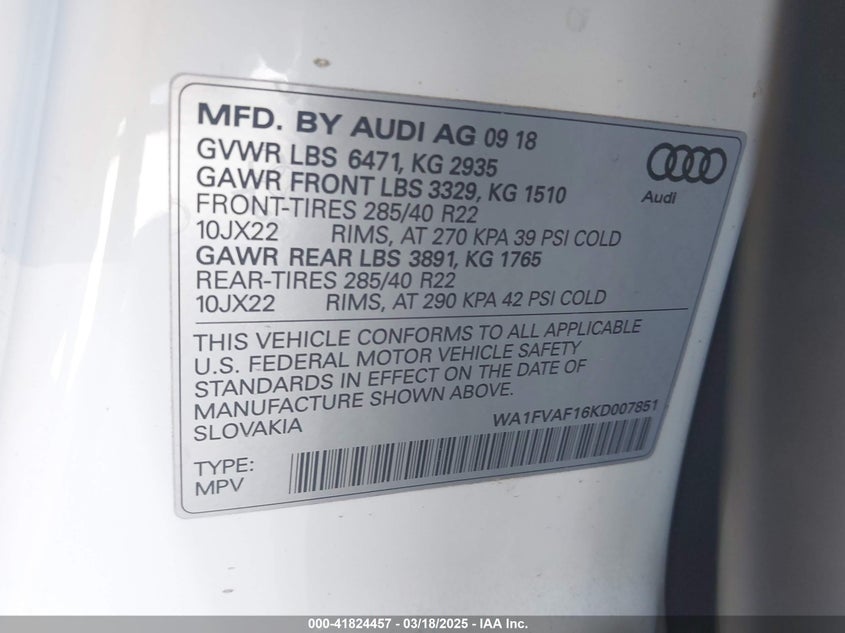 MFD. BY AUDI AG 09 18
GVWR LBS 6471, KG 2935
GAWR FRONT LBS 3329, KG 1510
FRONT-TIRES 285/40 R22
10JX22 RIMS, AT 270 KPA 39 PSI COLD
GAWR REAR LBS 3891, KG 1765
REAR-TIRES 285/40 R22
10JX22 RIMS, AT 290 KPA 42 PSI COLD
Audi
THIS VEHICLE CONFORMS TO ALL APPLICABLE
U.S. FEDERAL MOTOR VEHICLE SAFETY
STANDARDS IN EFFECT ON THE DATE OF
MANUFACTURE SHOWN ABOVE.
SLOVAKIA
WA1FVAF16KD007851
TYPE:
MPV
000-41824457 - 03/18/2025 - IAA Inc.